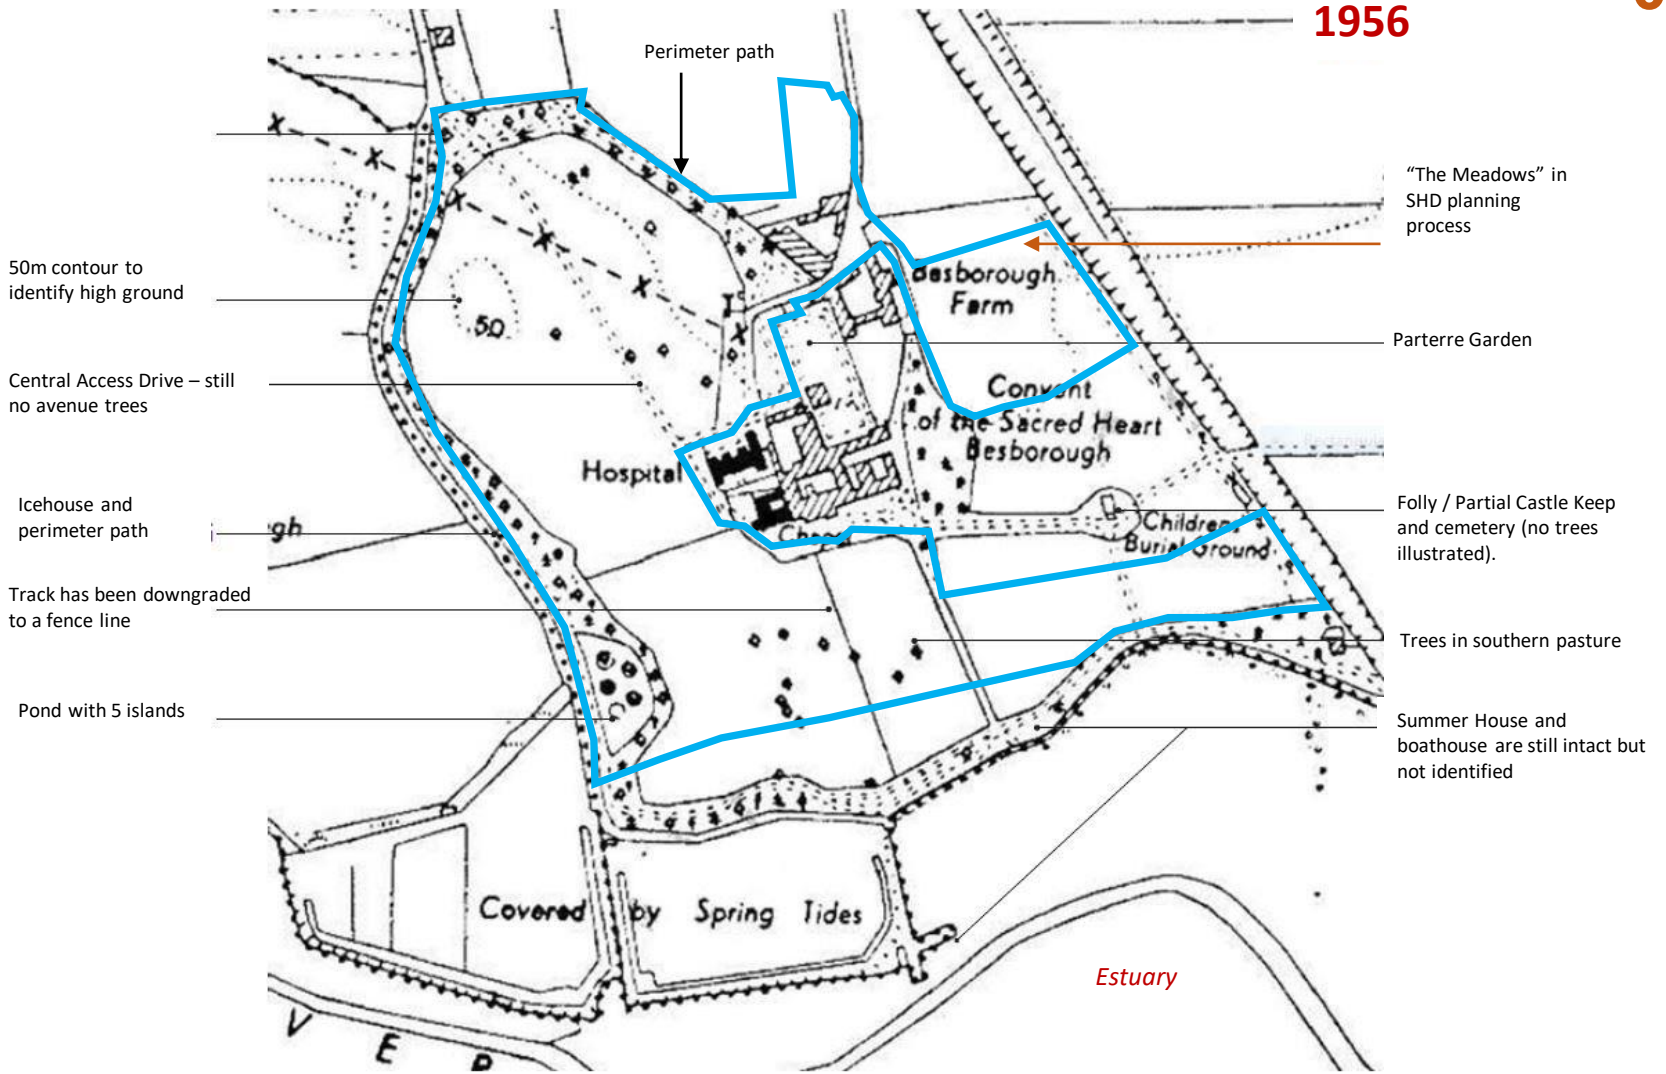 1956
Perimeter path
"The Meadows" in
SHD planning
process
50m contour to
identify high ground
Parterre Garden
Central Access Drive – still
no avenue trees
Icehouse and
perimeter path
Folly / Partial Castle Keep
and cemetery (no trees
illustrated).
Track has been downgraded
to a fence line
Trees in southern pasture
Pond with 5 islands
Summer House and
boathouse are still intact but
not identified
Besborough
Farm
50
Convent
of the Sacred Heart
Besborough
Hospital
gh
Children's
Burial Ground
Covered by Spring Tides
Estuary
V E R